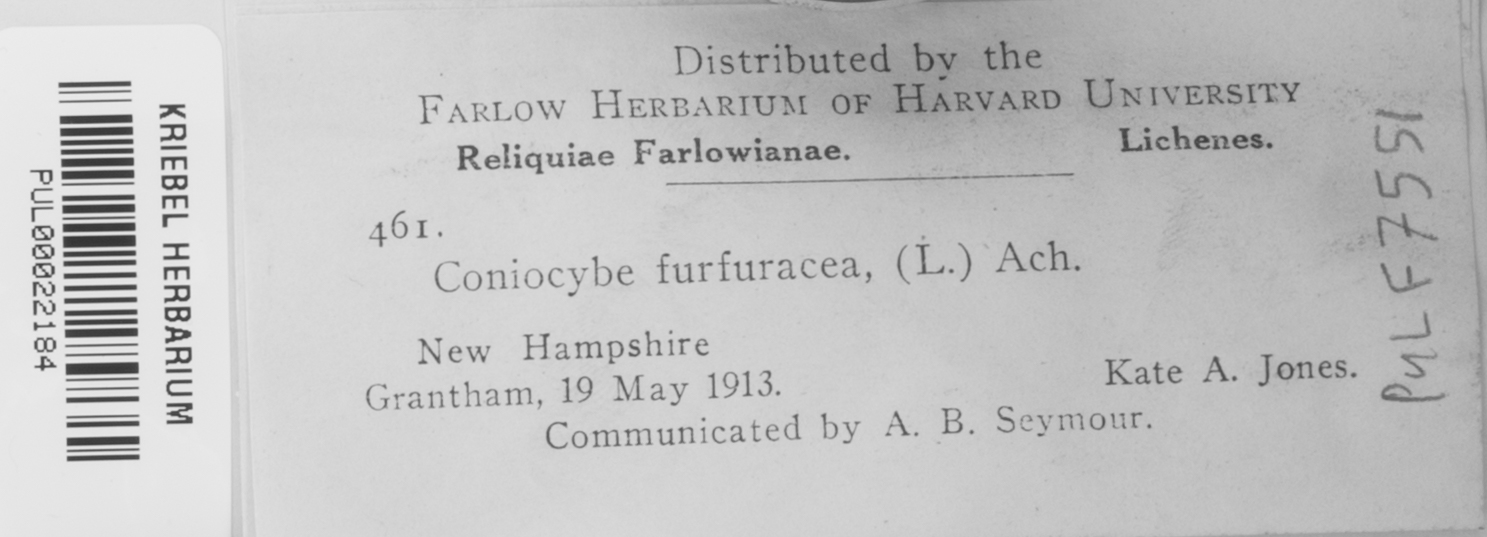 KRIEBEL HERBARIUM
PUL00022184
Distributed by the
FARLOW HERBARIUM OF HARVARD UNIVERSITY
Reliquiae Farlowianae. Lichenes.
461.
Coniocybe furfuracea, (L.) Ach.
New Hampshire
Grantham, 19 May 1913. Kate A. Jones.
Communicated by A. B. Seymour.
PUL F7551